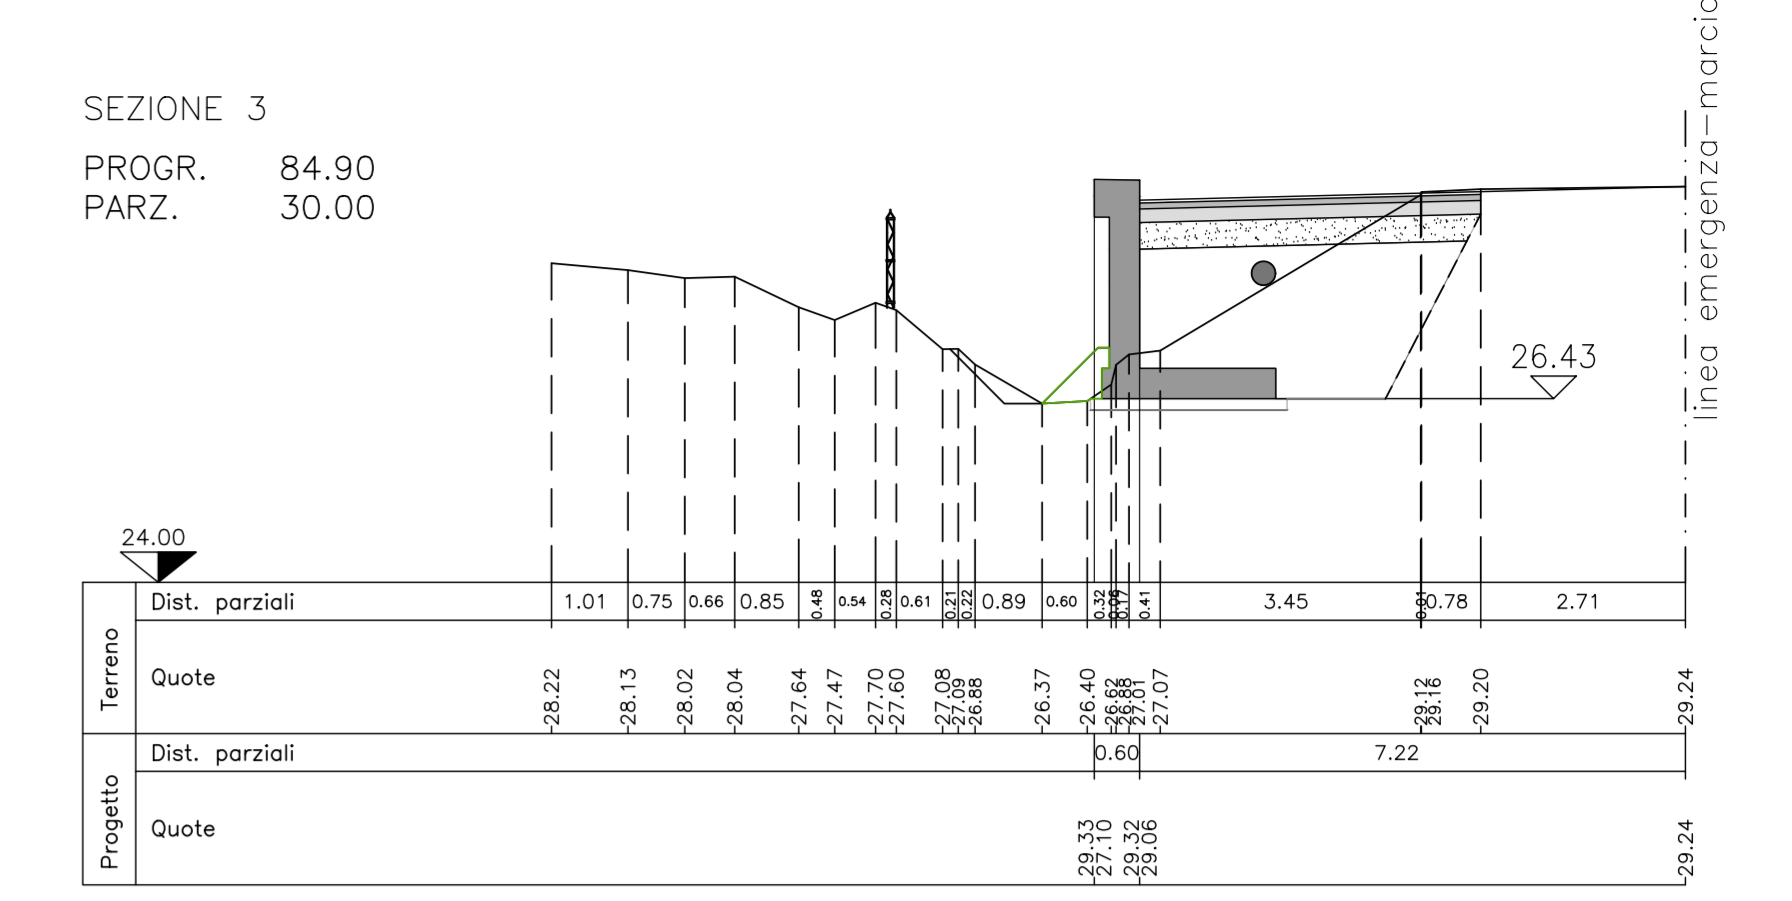 linea emergenza-marcia
SEZIONE 3
PROGR. 84.90
PARZ. 30.00
26.43
24.00
Terreno
Dist. parziali 1.01 0.75 0.66 0.85 0.48 0.54 0.28 0.61 0.21 0.22 0.89 0.60 0.32 0.06 0.17 0.41 3.45 0.01 0.78 2.71
Quote 28.22 28.13 28.02 28.04 27.64 27.47 27.70 27.60 27.08 27.09 26.88 26.37 26.40 26.62 26.88 27.01 27.07 29.12 29.16 29.20 29.24
Progetto
Dist. parziali 0.60 7.22
Quote 29.33 27.10 29.32 29.06 29.24